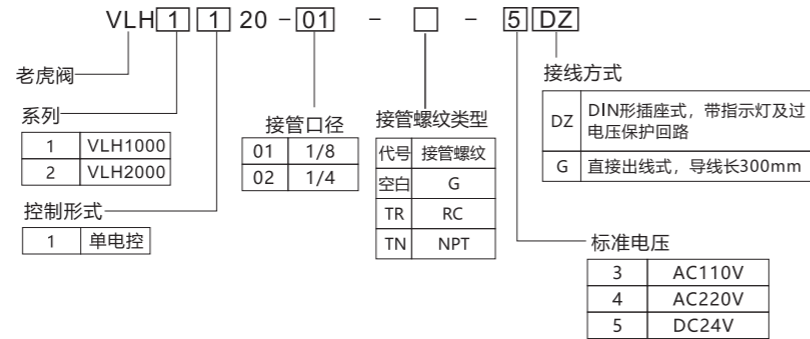 VLH 1 1 20 - 01 - □ - 5 DZ
老虎阀
系列
1 VLH1000
2 VLH2000
控制形式
1 单电控
接管口径
01 1/8
02 1/4
接管螺纹类型
代号 接管螺纹
空白 G
TR RC
TN NPT
接线方式
DZ DIN形插座式，带指示灯及过
电压保护回路
G 直接出线式，导线长300mm
标准电压
3 AC110V
4 AC220V
5 DC24V